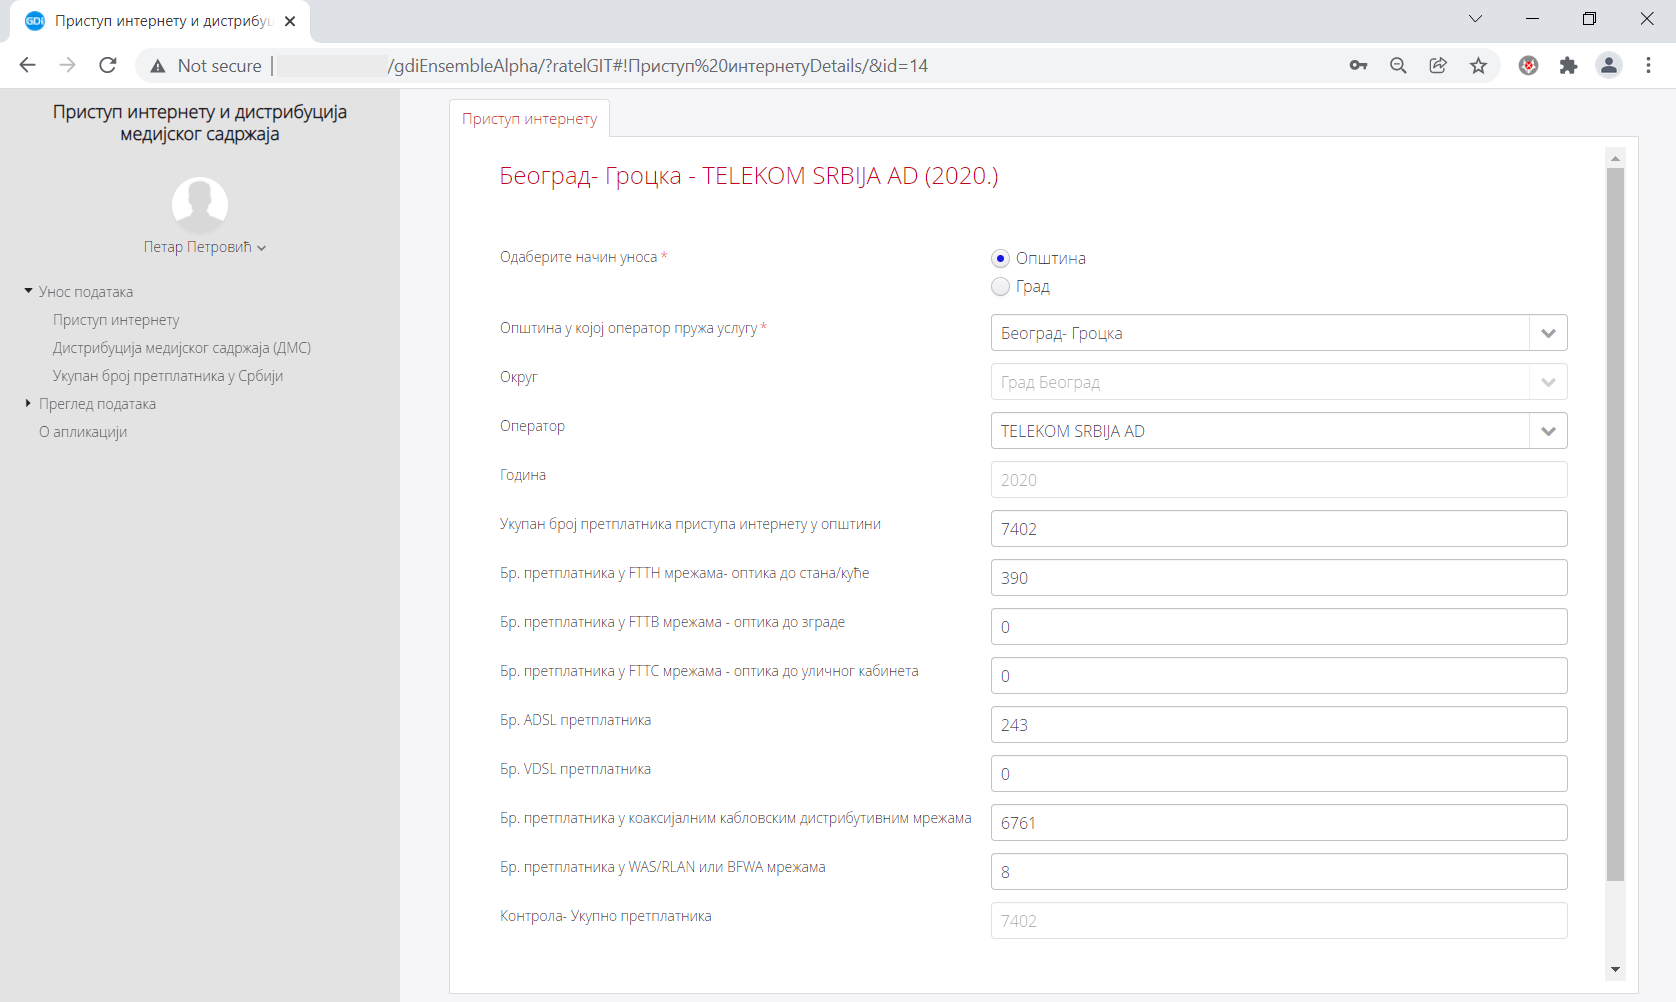 GDi Приступ интернету и дистрибуц
Not secure | /gdiEnsembleAlpha/?ratelGIT#!Приступ%20интернетуDetails/&id=14
Приступ интернету и дистрибуција
медијског садржаја
Петар Петровић
Унос података
Приступ интернету
Дистрибуција медијског садржаја (ДМС)
Укупан број претплатника у Србији
Преглед података
О апликацији
Приступ интернету
Београд- Гроцка - TELEKOM SRBIJA AD (2020.)
Одаберите начин уноса *
Општина
Град
Општина у којој оператор пружа услугу *
Београд- Гроцка
Округ
Град Београд
Оператор
TELEKOM SRBIJA AD
Година
2020
Укупан број претплатника приступа интернету у општини
7402
Бр. претплатника у FTTH мрежама- оптика до стана/куће
390
Бр. претплатника у FTTB мрежама - оптика до зграде
0
Бр. претплатника у FTTC мрежама - оптика до уличног кабинета
0
Бр. ADSL претплатника
243
Бр. VDSL претплатника
0
Бр. претплатника у коаксијалним кабловским дистрибутивним мрежама
6761
Бр. претплатника у WAS/RLAN или BFWA мрежама
8
Контрола- Укупно претплатника
7402